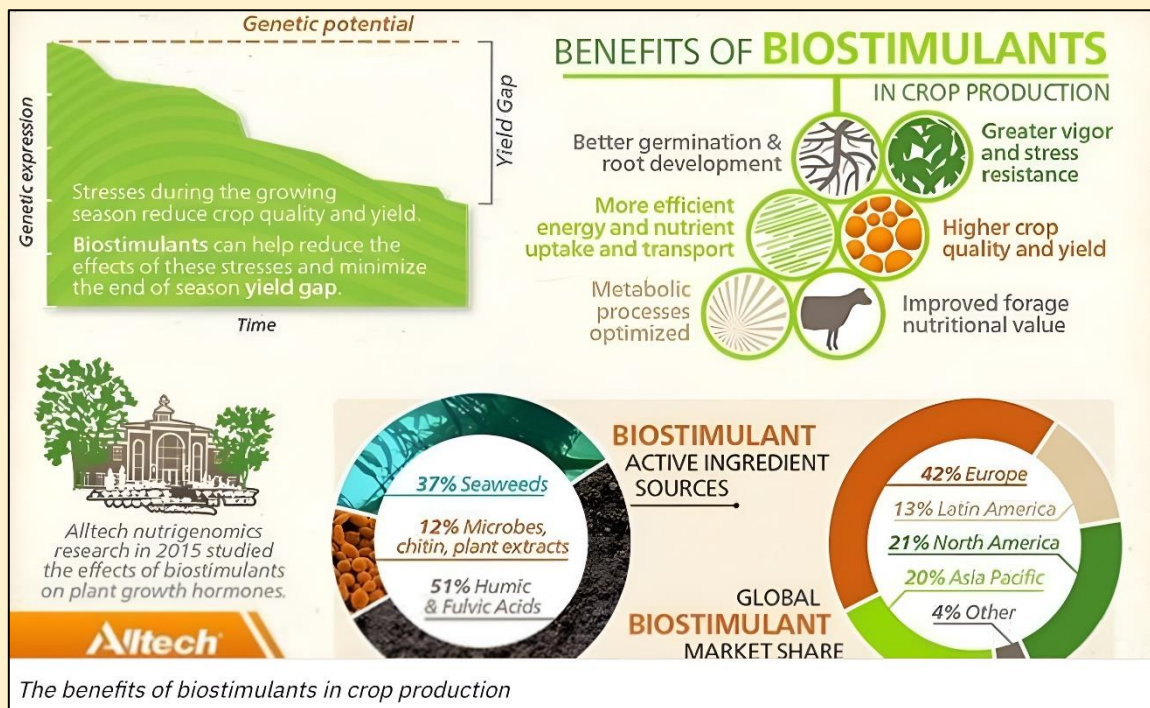 Genetic potential
Genetic expression
Yield Gap
Stresses during the growing
season reduce crop quality and yield.
Biostimulants can help reduce the
effects of these stresses and minimize
the end of season yield gap.
Time
BENEFITS OF BIOSTIMULANTS
IN CROP PRODUCTION
Better germination &
root development
Greater vigor
and stress
resistance
More efficient
energy and nutrient
uptake and transport
Higher crop
quality and yield
Metabolic
processes
optimized
Improved forage
nutritional value
Alltech nutrigenomics
research in 2015 studied
the effects of biostimulants
on plant growth hormones.
Alltech®
37% Seaweeds
12% Microbes,
chitin, plant extracts
51% Humic
& Fulvic Acids
BIOSTIMULANT
ACTIVE INGREDIENT
SOURCES
42% Europe
13% Latin America
21% North America
20% Asla Pacific
4% Other
GLOBAL
BIOSTIMULANT
MARKET SHARE
The benefits of biostimulants in crop production